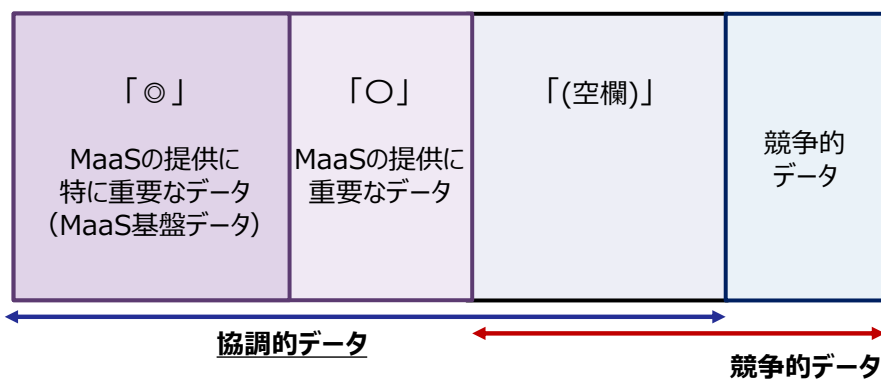 「◎」
MaaSの提供に
特に重要なデータ
（MaaS基盤データ）
「〇」
MaaSの提供に
重要なデータ
「(空欄)」
競争的
データ
協調的データ
競争的データ